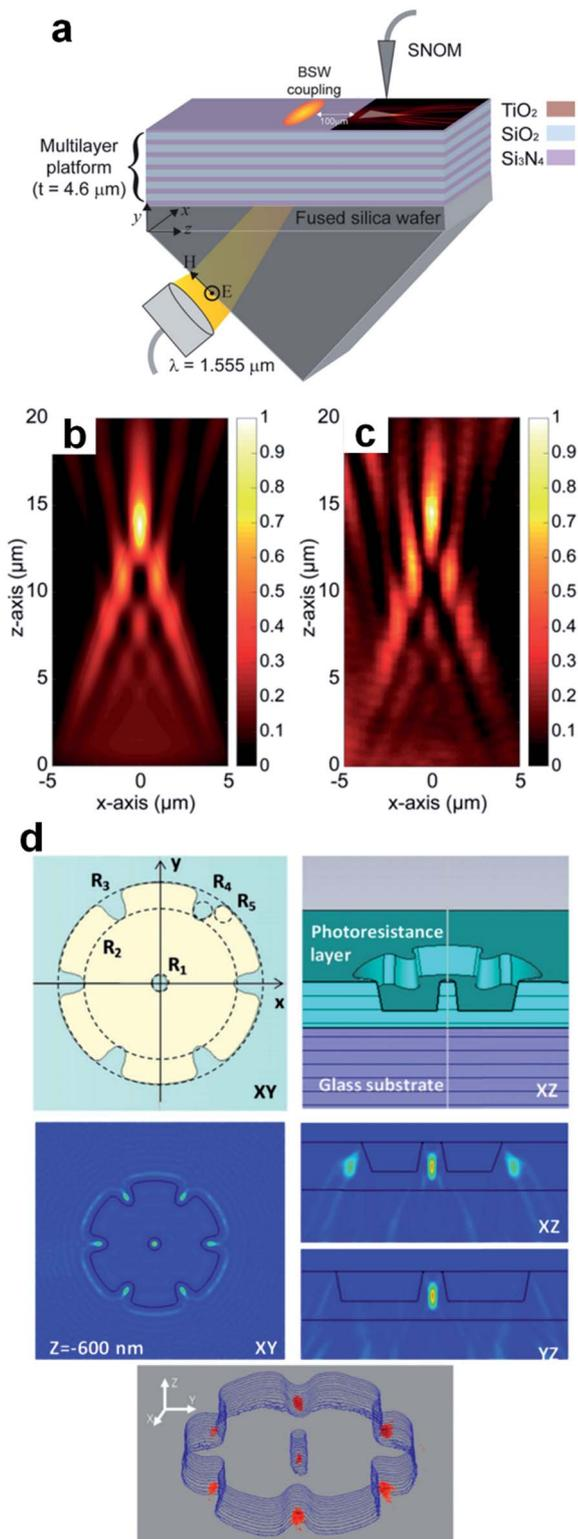 a
SNOM
BSW
coupling
100μm
TiO₂
SiO₂
Si₃N₄
Multilayer
platform
(t = 4.6 μm)
y
x
z
Fused silica wafer
H
E
λ = 1.555 μm
b
20
15
10
5
0
-5
0
5
z-axis (μm)
x-axis (μm)
1
0.9
0.8
0.7
0.6
0.5
0.4
0.3
0.2
0.1
0
c
20
15
10
5
0
-5
0
5
z-axis (μm)
x-axis (μm)
1
0.9
0.8
0.7
0.6
0.5
0.4
0.3
0.2
0.1
0
d
y
R₃
R₄
R₅
R₂
R₁
x
XY
Photoresistance
layer
Glass substrate
XZ
Z=-600 nm
XY
XZ
YZ
Z
Y
X